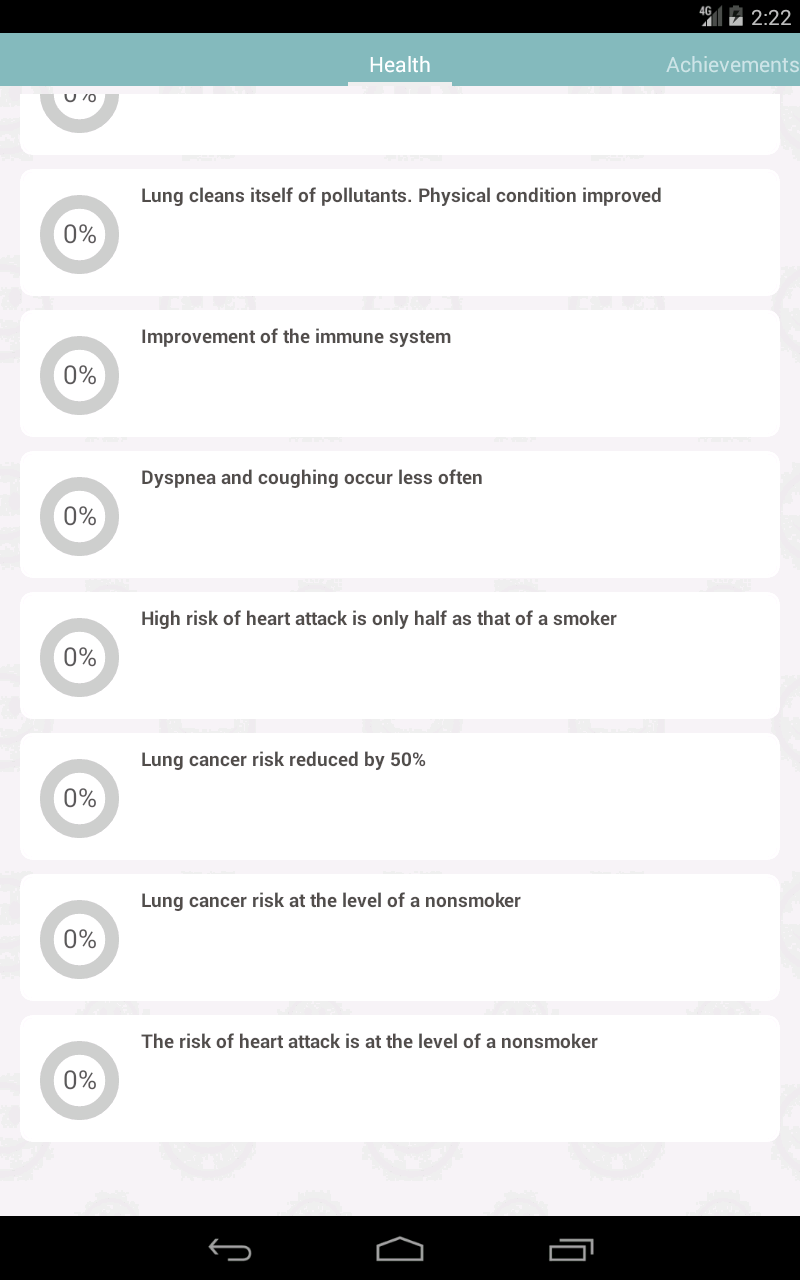 4G 2:22
Health
Achievements
0%
Lung cleans itself of pollutants. Physical condition improved
0%
Improvement of the immune system
0%
Dyspnea and coughing occur less often
0%
High risk of heart attack is only half as that of a smoker
0%
Lung cancer risk reduced by 50%
0%
Lung cancer risk at the level of a nonsmoker
0%
The risk of heart attack is at the level of a nonsmoker
0%